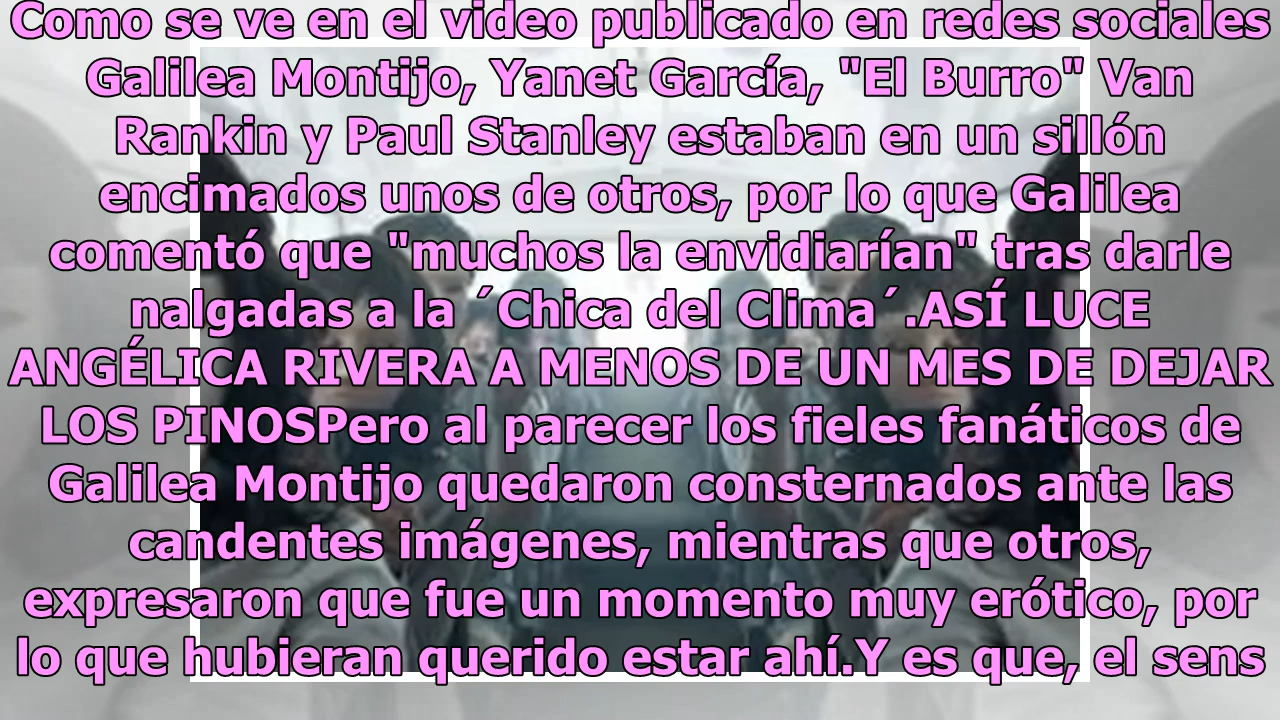 Como se ve en el video publicado en redes sociales
Galilea Montijo, Yanet García, "El Burro" Van
Rankin y Paul Stanley estaban en un sillón
encimados unos de otros, por lo que Galilea
comentó que "muchos la envidiarían" tras darle
nalgadas a la ´Chica del Clima´.ASÍ LUCE
ANGÉLICA RIVERA A MENOS DE UN MES DE DEJAR
LOS PINOSPero al parecer los fieles fanáticos de
Galilea Montijo quedaron consternados ante las
candentes imágenes, mientras que otros,
expresaron que fue un momento muy erótico, por
lo que hubieran querido estar ahí.Y es que, el sens